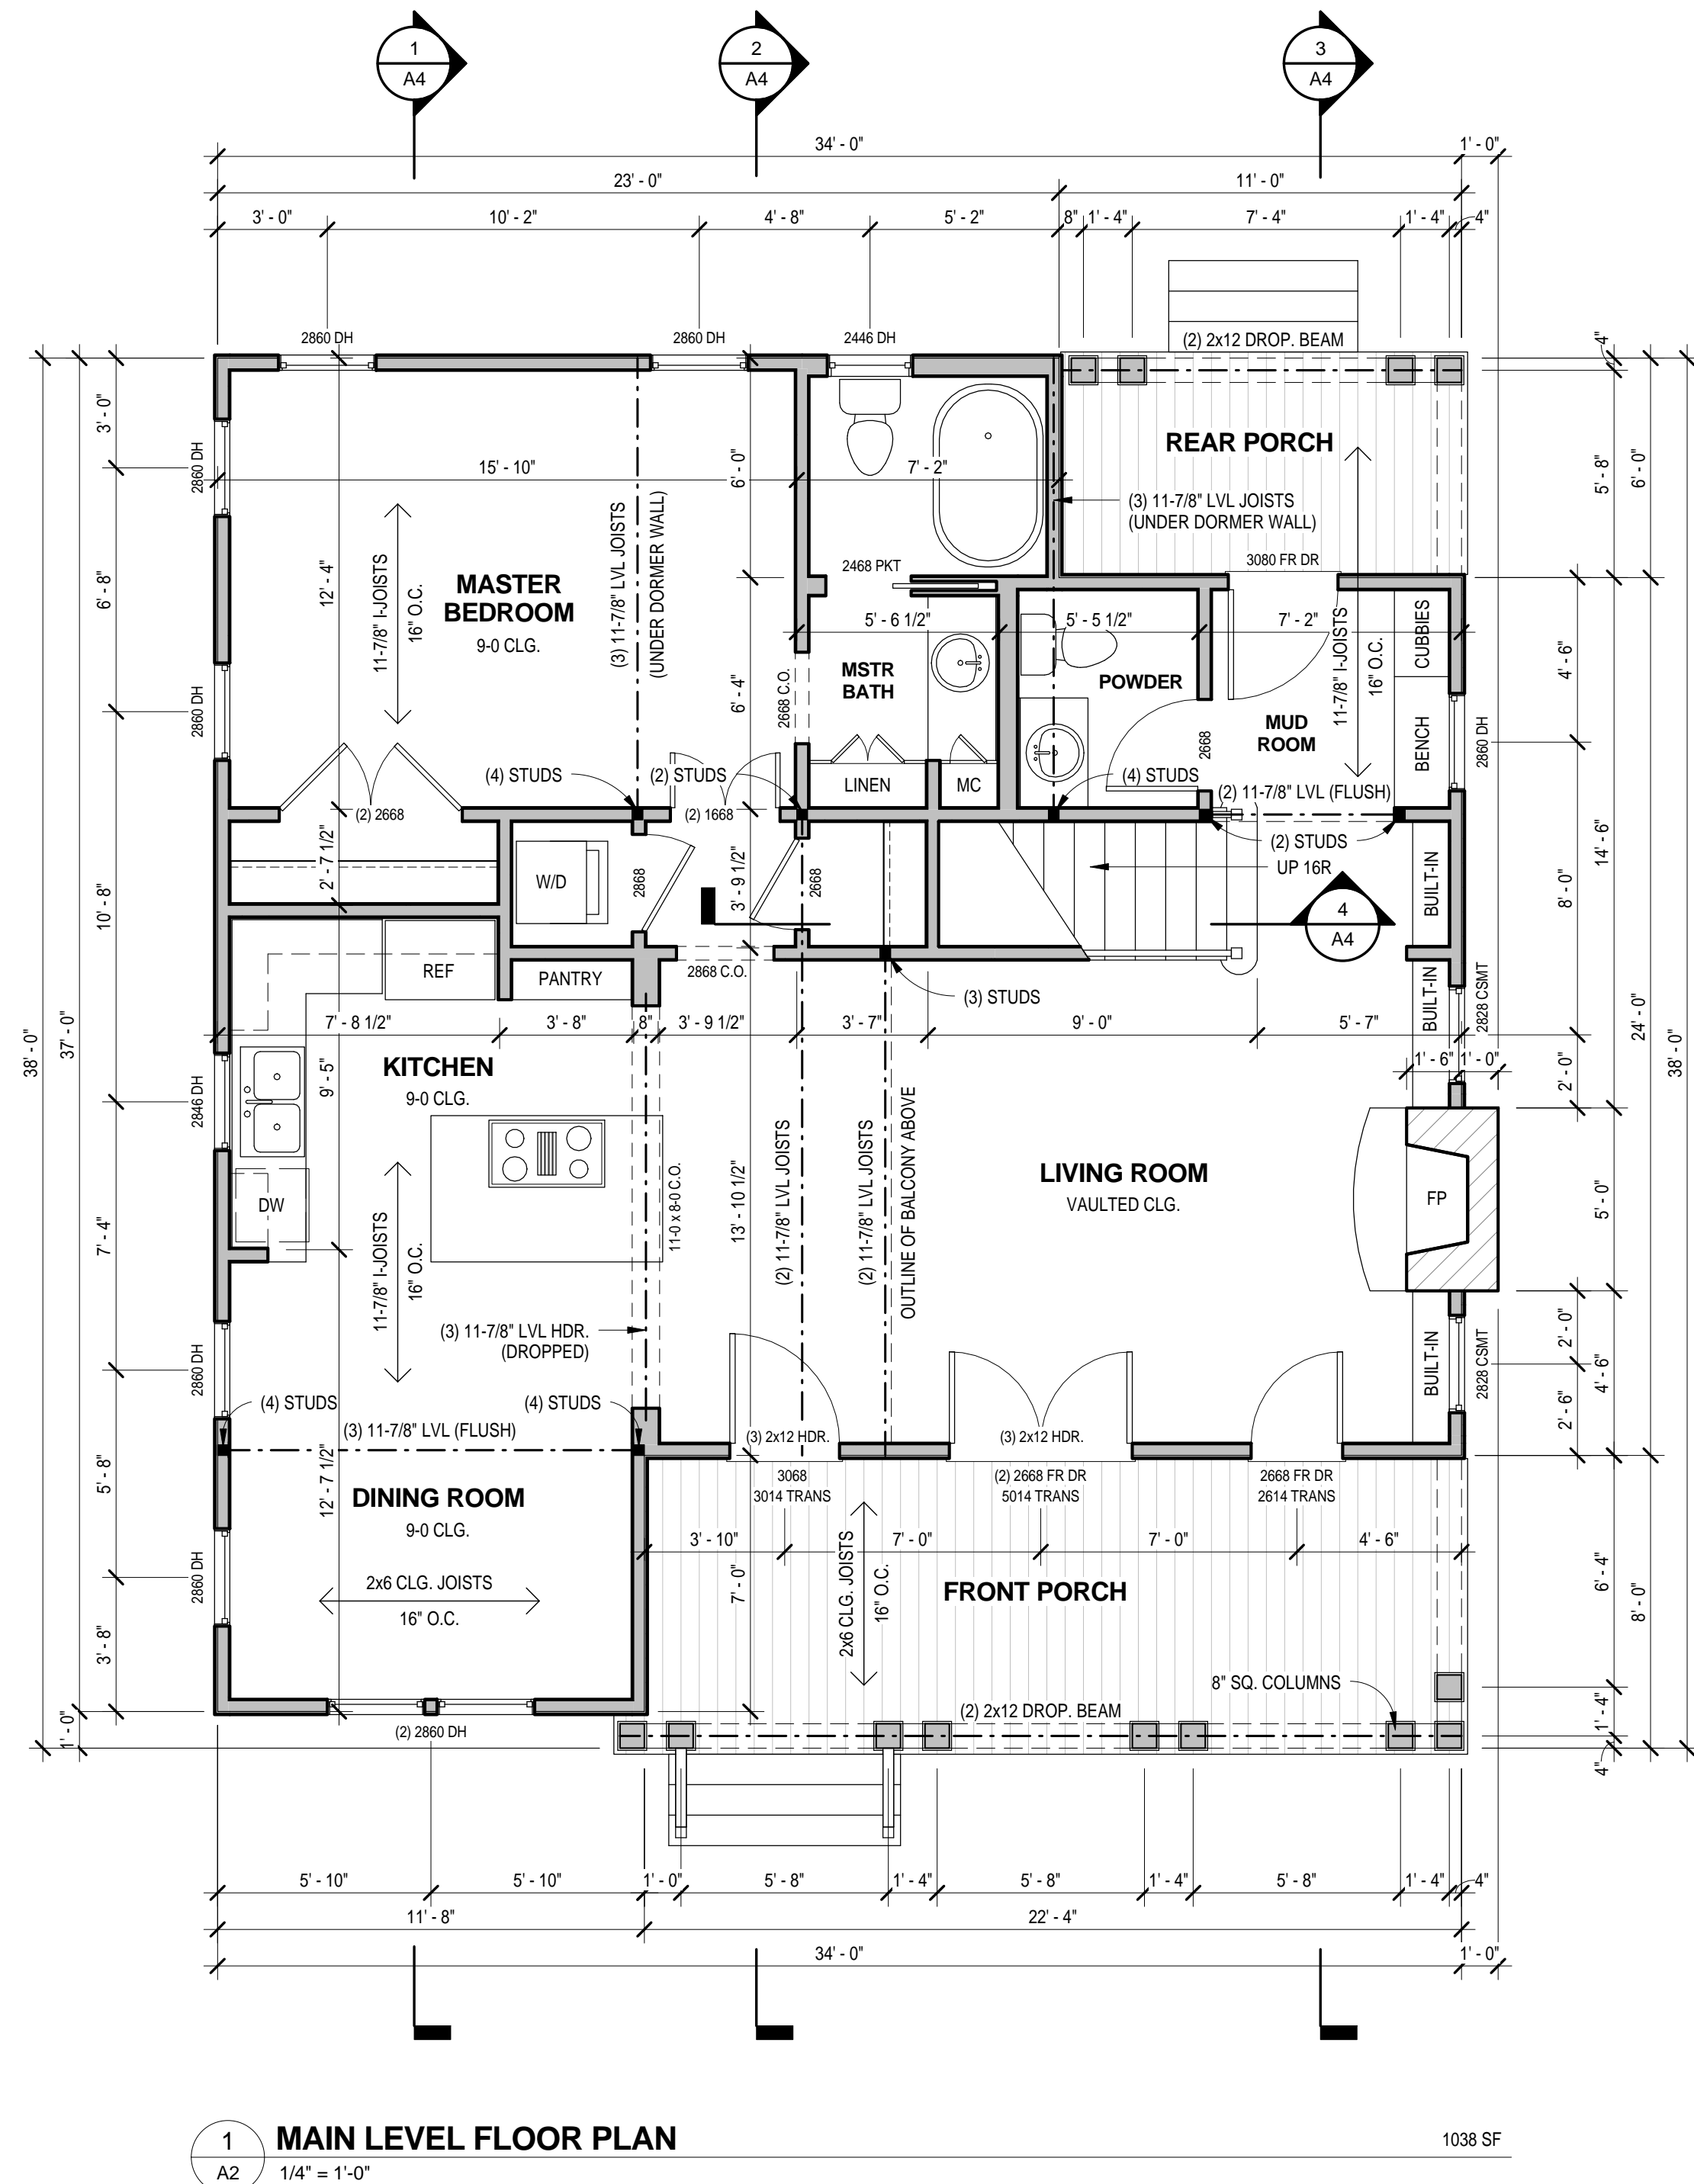 1
A4
2
A4
3
A4
34' - 0"
1' - 0"
23' - 0"
11' - 0"
3' - 0"
10' - 2"
4' - 8"
5' - 2"
8"
1' - 4"
7' - 4"
1' - 4"
4"
2860 DH
2860 DH
2446 DH
(2) 2x12 DROP. BEAM
4"
3' - 0"
2860 DH
15' - 10"
6' - 0"
7' - 2"
REAR PORCH
(3) 11-7/8" LVL JOISTS
(UNDER DORMER WALL)
5' - 8"
6' - 0"
6' - 8"
12' - 4"
11-7/8" I-JOISTS
16" O.C.
MASTER
BEDROOM
9-0 CLG.
(3) 11-7/8" LVL JOISTS
(UNDER DORMER WALL)
2468 PKT
3080 FR DR
5' - 6 1/2"
5' - 5 1/2"
7' - 2"
CUBBIES
4' - 6"
2860 DH
6' - 4"
2668 C.O.
MSTR
BATH
POWDER
MUD
ROOM
11-7/8" I-JOISTS
16" O.C.
BENCH
2860 DH
2668
(4) STUDS
(2) STUDS
LINEN
MC
(4) STUDS
(2) 11-7/8" LVL (FLUSH)
(2) 2668
(2) 1668
(2) STUDS
UP 16R
14' - 6"
10' - 8"
2' - 7 1/2"
W/D
2868
3' - 9 1/2"
2668
4
A4
BUILT-IN
8' - 0"
REF
PANTRY
2868 C.O.
(3) STUDS
BUILT-IN
2828 CSMT
38' - 0"
37' - 0"
7' - 8 1/2"
3' - 8"
8"
3' - 9 1/2"
3' - 7"
9' - 0"
5' - 7"
24' - 0"
38' - 0"
KITCHEN
9-0 CLG.
9' - 5"
1' - 6"
1' - 0"
2' - 0"
2846 DH
DW
7' - 4"
11-7/8" I-JOISTS
16" O.C.
11-0 x 8-0 C.O.
13' - 10 1/2"
(2) 11-7/8" LVL JOISTS
(2) 11-7/8" LVL JOISTS
OUTLINE OF BALCONY ABOVE
LIVING ROOM
VAULTED CLG.
FP
5' - 0"
(3) 11-7/8" LVL HDR.
(DROPPED)
2860 DH
BUILT-IN
2828 CSMT
2' - 0"
4' - 6"
2' - 6"
(4) STUDS
(4) STUDS
(3) 11-7/8" LVL (FLUSH)
(3) 2x12 HDR.
(3) 2x12 HDR.
5' - 8"
12' - 7 1/2"
DINING ROOM
9-0 CLG.
3068
3014 TRANS
(2) 2668 FR DR
5014 TRANS
2668 FR DR
2614 TRANS
3' - 10"
7' - 0"
7' - 0"
4' - 6"
2860 DH
2x6 CLG. JOISTS
16" O.C.
7' - 0"
2x6 CLG. JOISTS
16" O.C.
FRONT PORCH
6' - 4"
8' - 0"
3' - 8"
8" SQ. COLUMNS
(2) 2x12 DROP. BEAM
1' - 4"
4"
1' - 0"
(2) 2860 DH
5' - 10"
5' - 10"
1' - 0"
5' - 8"
1' - 4"
5' - 8"
1' - 4"
5' - 8"
1' - 4"
4"
11' - 8"
22' - 4"
34' - 0"
1' - 0"
1
A2
MAIN LEVEL FLOOR PLAN
1/4" = 1'-0"
1038 SF